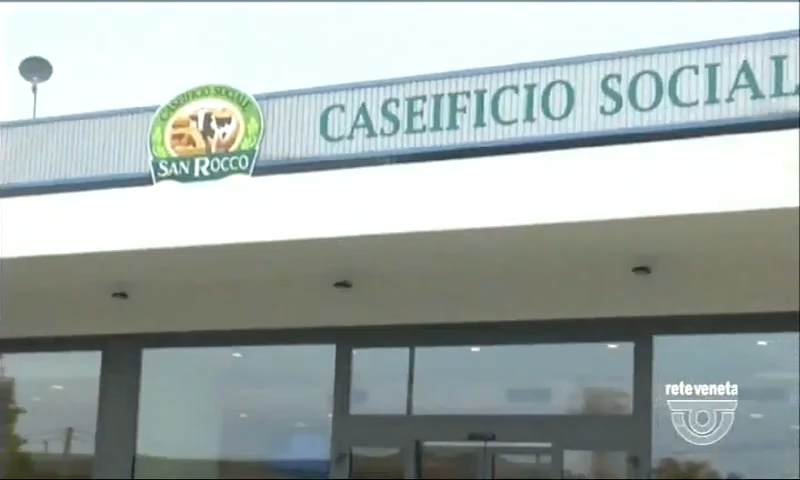 CASEIFICIO SOCIAL
CASEIFICIO SOCIALE
SAN ROCCO
reteveneta